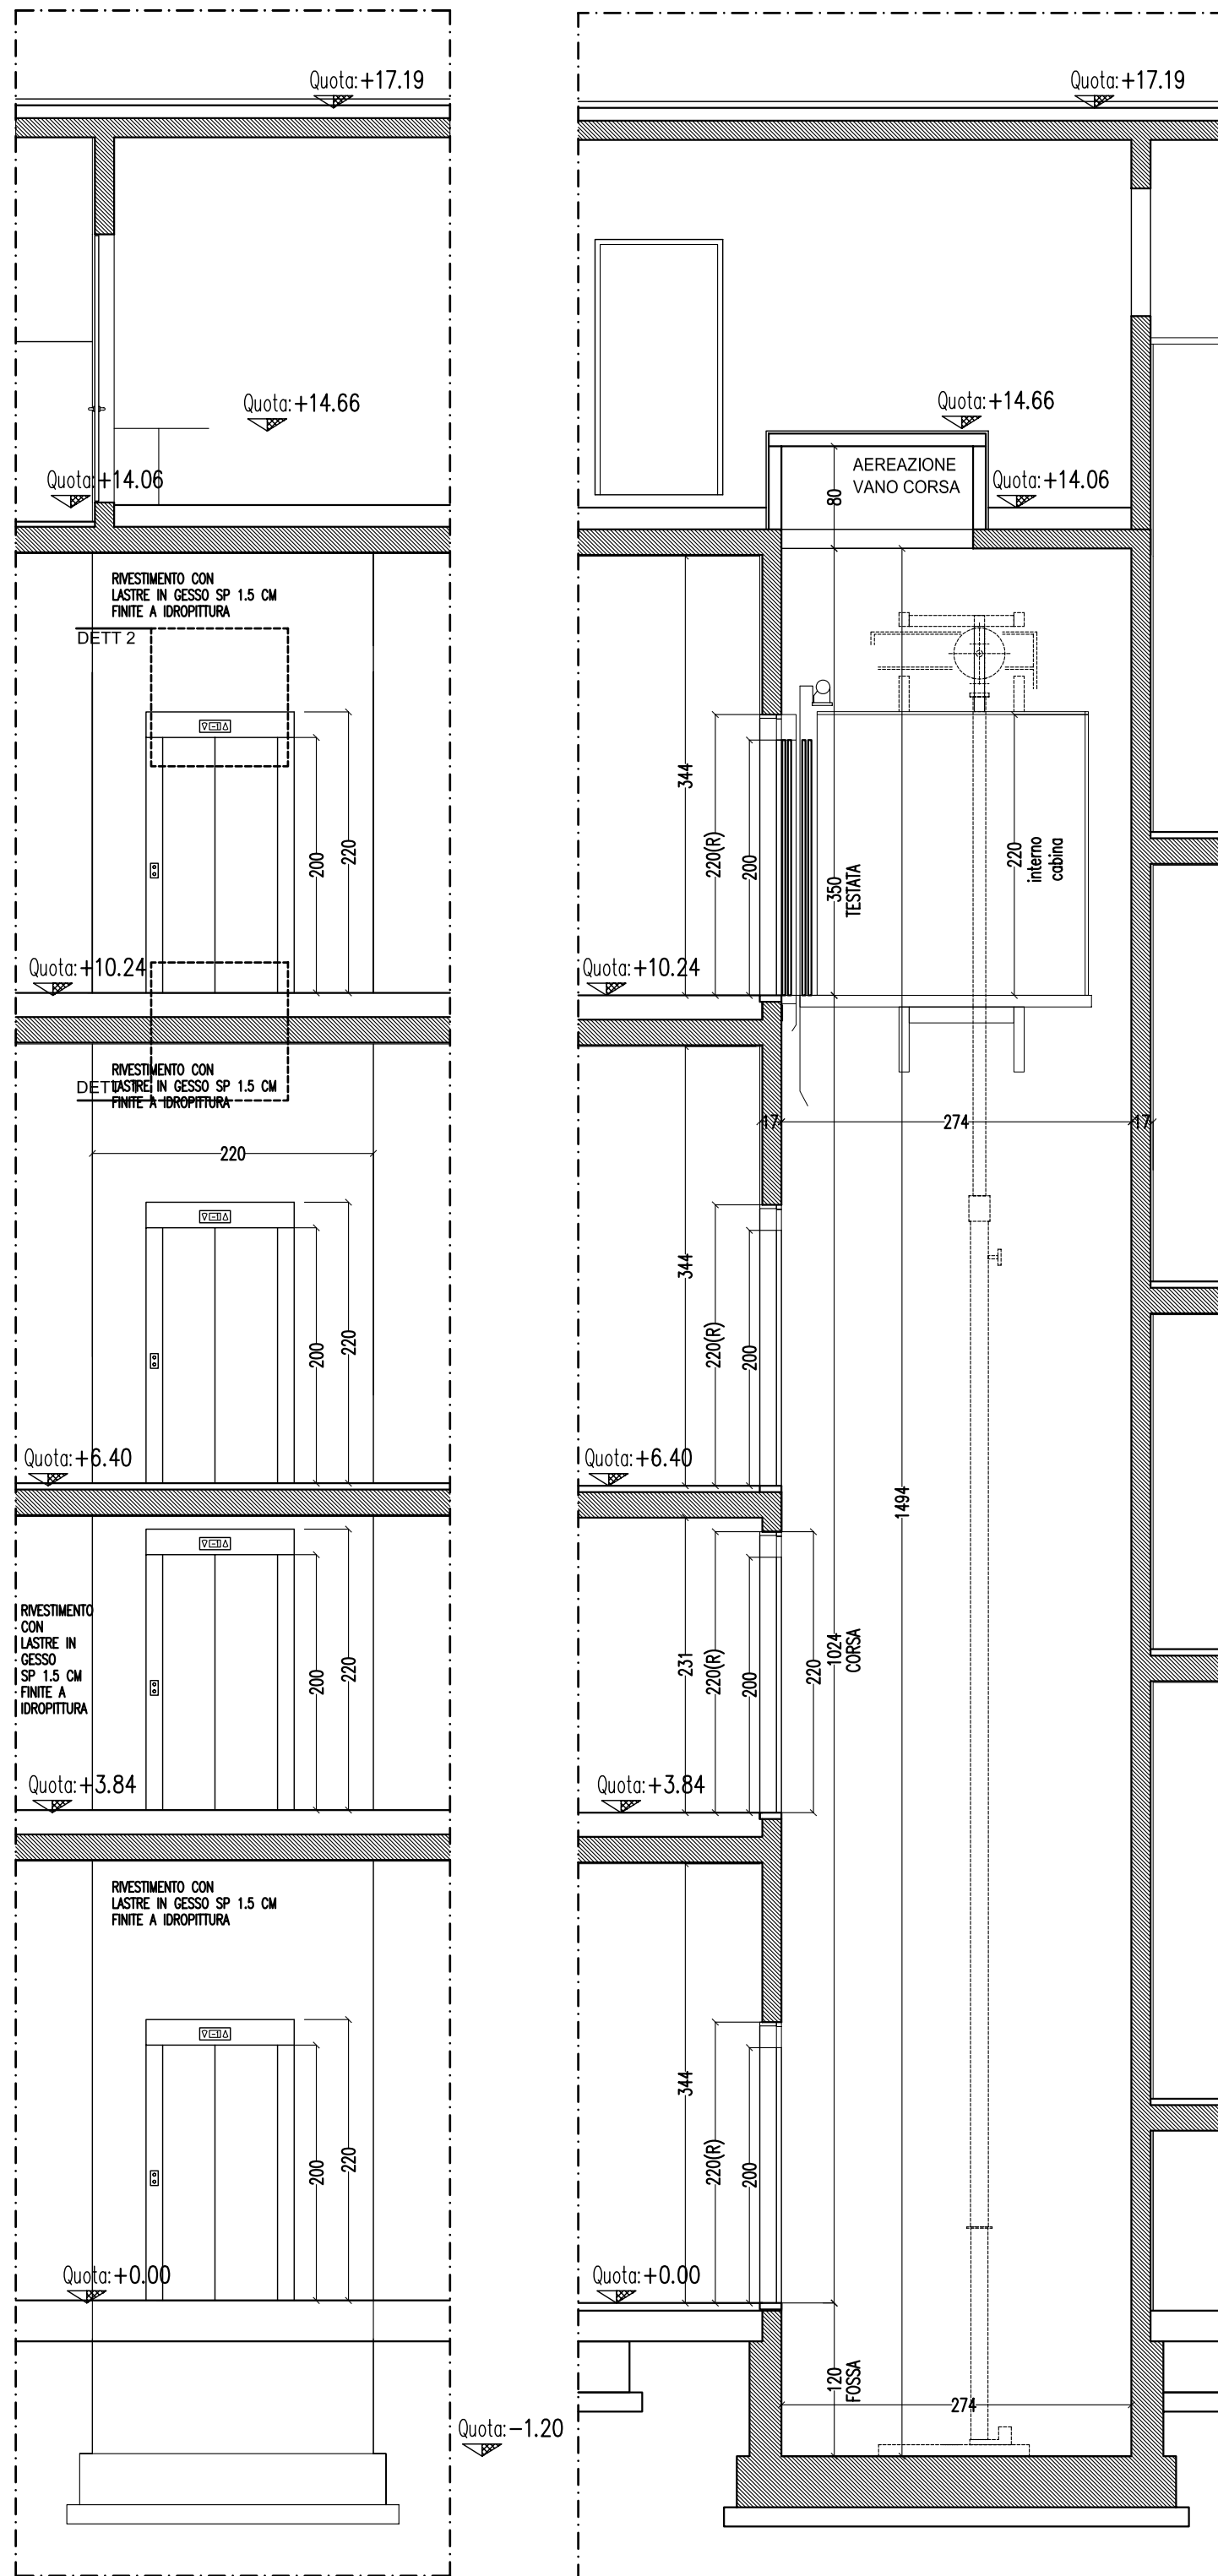 Quota:+17.19
Quota:+14.66
Quota:+14.06
RIVESTIMENTO CON
LASTRE IN GESSO SP 1.5 CM
FINITE A IDROPITTURA
DETT 2
200
220
Quota:+10.24
RIVESTIMENTO CON
LASTRE IN GESSO SP 1.5 CM
FINITE A IDROPITTURA
220
200
220
Quota:+6.40
RIVESTIMENTO
CON
LASTRE IN
GESSO
SP 1.5 CM
FINITE A
IDROPITTURA
200
220
Quota:+3.84
RIVESTIMENTO CON
LASTRE IN GESSO SP 1.5 CM
FINITE A IDROPITTURA
200
220
Quota:+0.00
Quota:-1.20
Quota:+17.19
Quota:+14.66
AEREAZIONE
VANO CORSA
80
Quota:+14.06
344
220(R)
200
350
TESTATA
220
interno
cabina
Quota:+10.24
17
274
17
344
220(R)
200
Quota:+6.40
1494
231
220(R)
200
220
1024
CORSA
Quota:+3.84
344
220(R)
200
Quota:+0.00
120
FOSSA
274